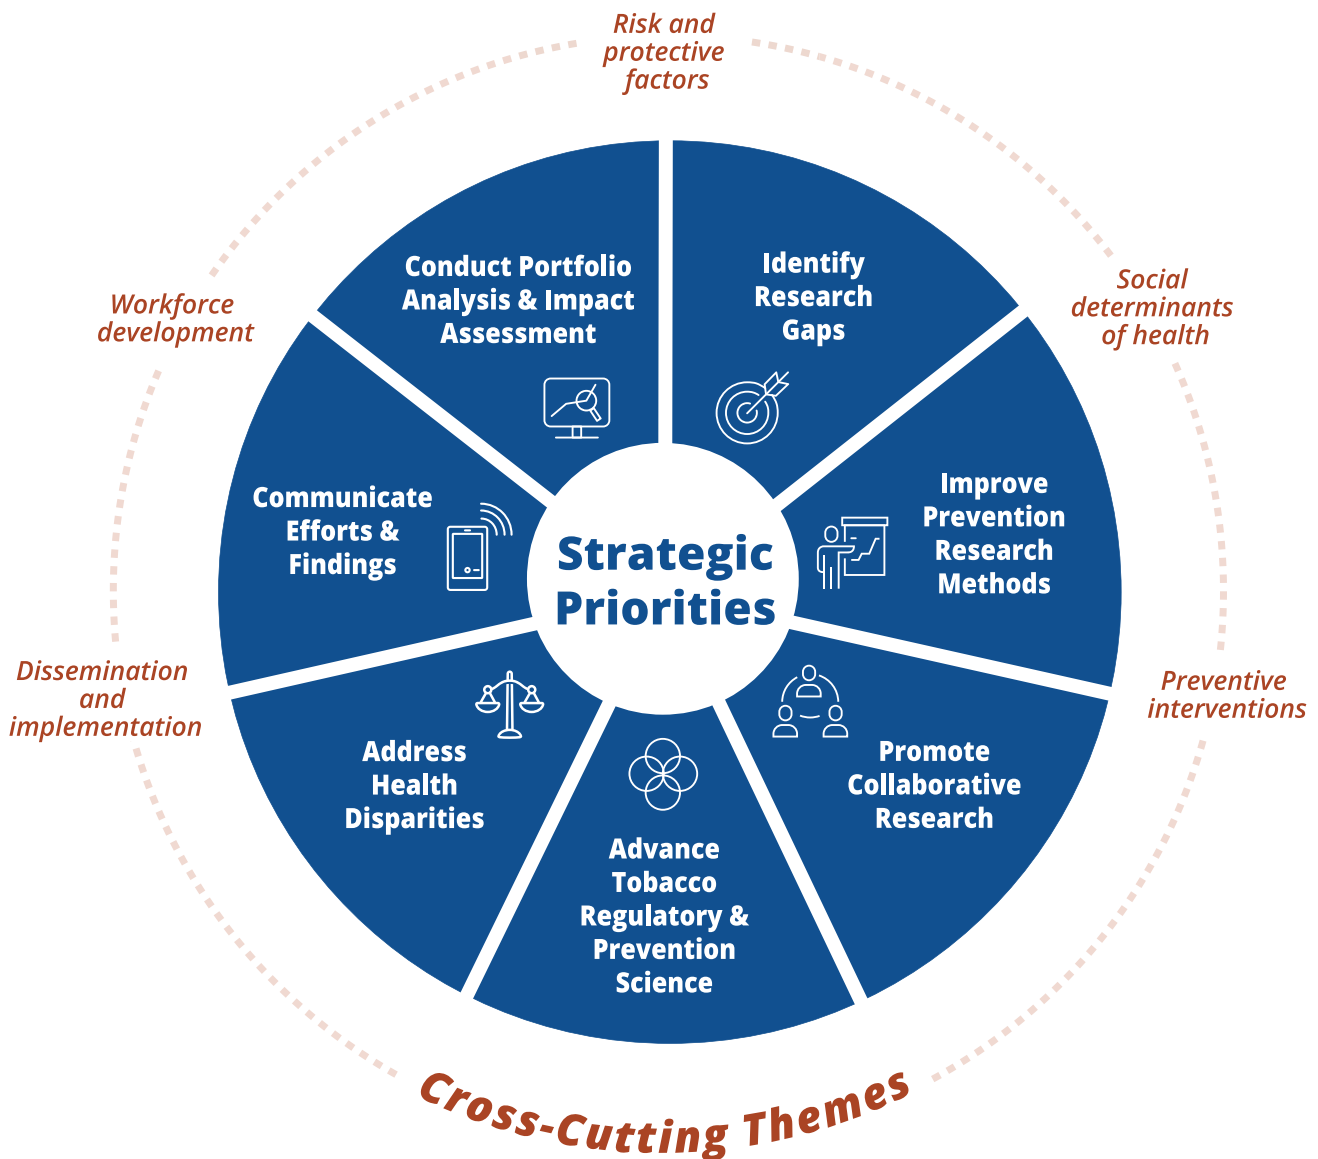 Risk and
protective
factors
Social
determinants
of health
Preventive
interventions
Workforce
development
Dissemination
and
implementation
Conduct Portfolio
Analysis & Impact
Assessment
Identify
Research
Gaps
Improve
Prevention
Research
Methods
Promote
Collaborative
Research
Advance
Tobacco
Regulatory &
Prevention
Science
Address
Health
Disparities
Communicate
Efforts &
Findings
Strategic
Priorities
Cross-Cutting Themes